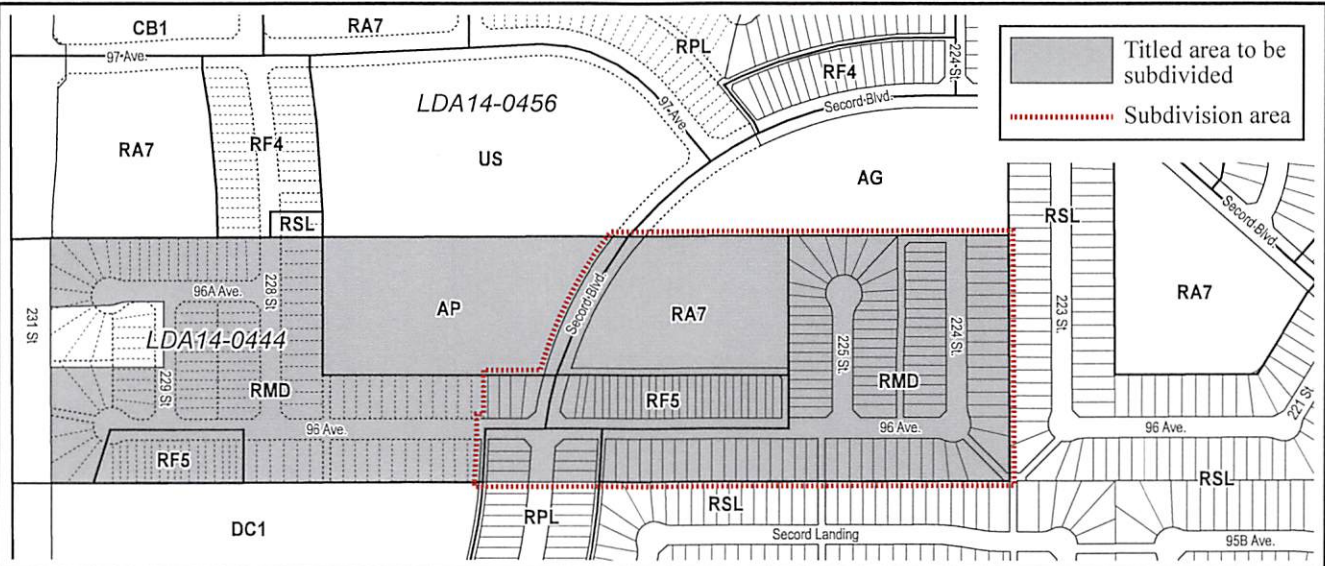 CB1
RA7
RPL
224 St.
Titled area to be
subdivided
Subdivision area
97 Ave.
RF4
LDA14-0456
97 Ave.
Secord Blvd.
RA7
RF4
US
AG
RSL
RSL
Secord Blvd.
96A Ave.
228 St
AP
Secord Blvd.
RA7
224 St.
223 St.
RA7
231 St
LDA14-0444
229 St
RMD
225 St.
RMD
RF5
221 St
96 Ave.
96 Ave.
96 Ave.
RF5
RSL
RSL
DC1
RPL
Secord Landing
95B Ave.